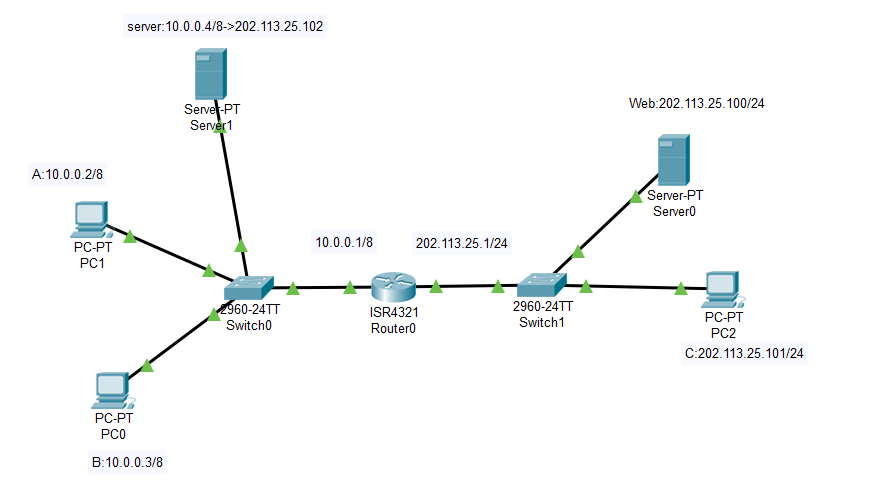 server:10.0.0.4/8->202.113.25.102
Server-PT
Server1
Web:202.113.25.100/24
Server-PT
Server0
A:10.0.0.2/8
PC-PT
PC1
10.0.0.1/8
202.113.25.1/24
2960-24TT
Switch0
ISR4321
Router0
2960-24TT
Switch1
PC-PT
PC2
C:202.113.25.101/24
PC-PT
PC0
B:10.0.0.3/8